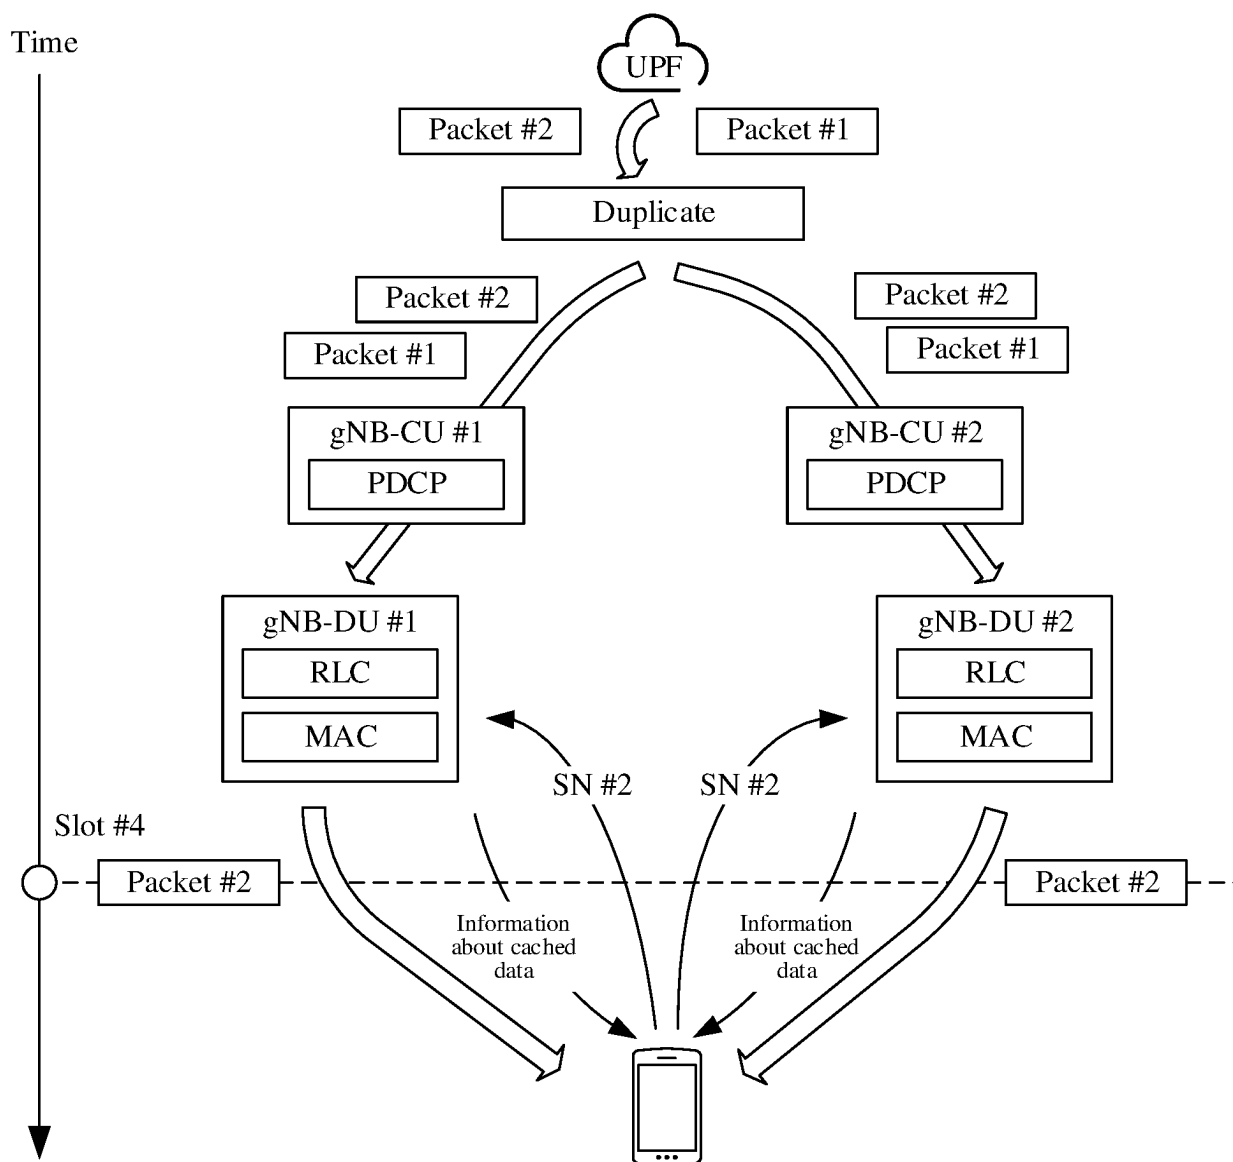 Time
UPF
Packet #2
Packet #1
Duplicate
Packet #2
Packet #1
Packet #2
Packet #1
gNB-CU #1
PDCP
gNB-CU #2
PDCP
gNB-DU #1
RLC
MAC
gNB-DU #2
RLC
MAC
SN #2
SN #2
Slot #4
Packet #2
Packet #2
Information
about cached
data
Information
about cached
data